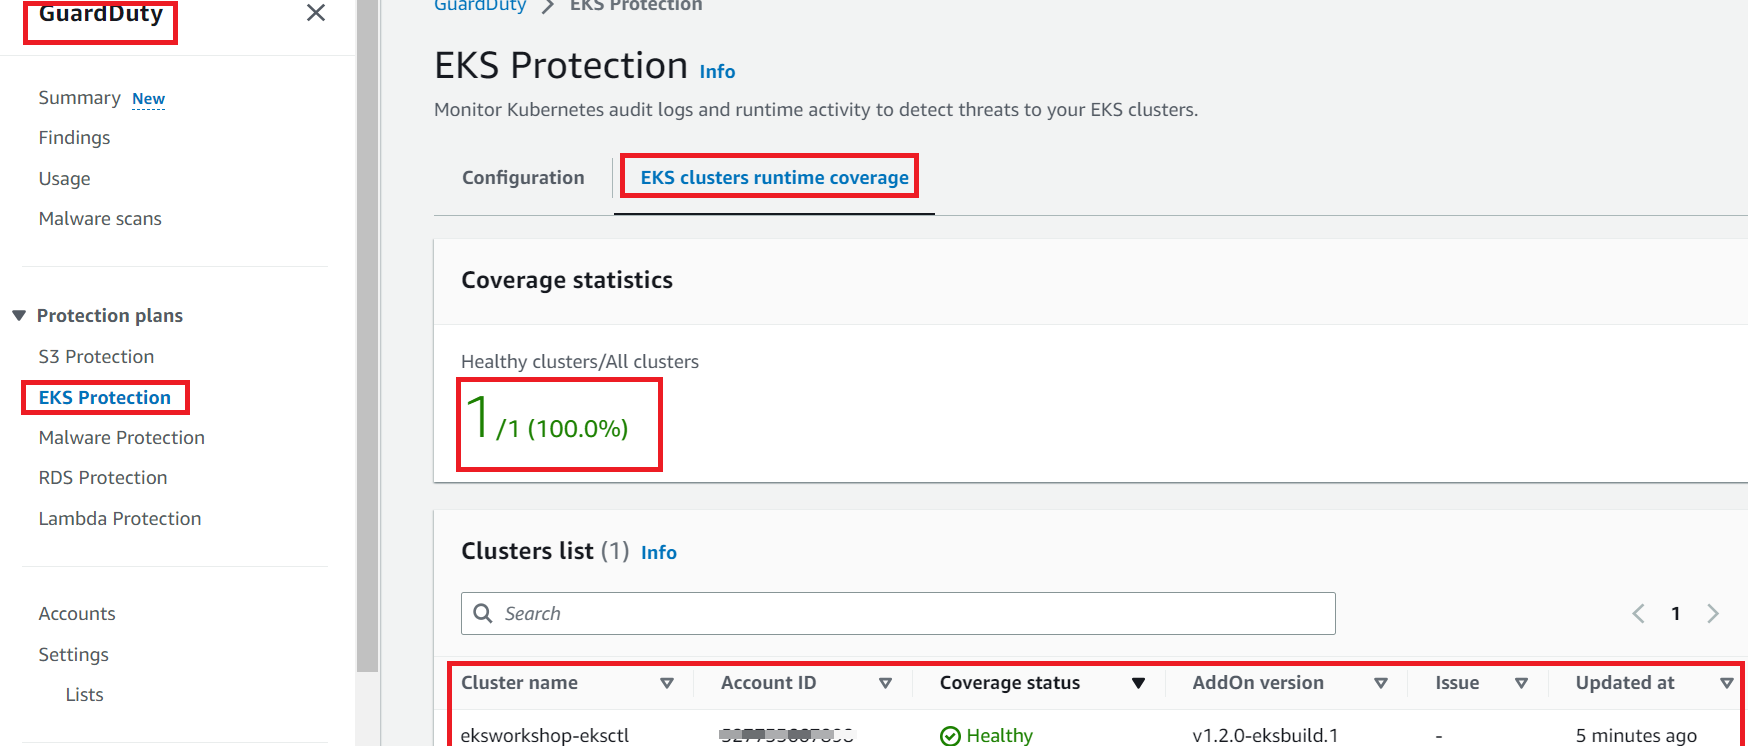 GuardDuty
Summary New
Findings
Usage
Malware scans
Protection plans
S3 Protection
EKS Protection
Malware Protection
RDS Protection
Lambda Protection
Accounts
Settings
Lists
GuardDuty > EKS Protection
EKS Protection Info
Monitor Kubernetes audit logs and runtime activity to detect threats to your EKS clusters.
Configuration EKS clusters runtime coverage
Coverage statistics
Healthy clusters/All clusters
1/1 (100.0%)
Clusters list (1) Info
Search
1
Cluster name Account ID Coverage status AddOn version Issue Updated at
eksworkshop-eksctl Healthy v1.2.0-eksbuild.1 - 5 minutes ago